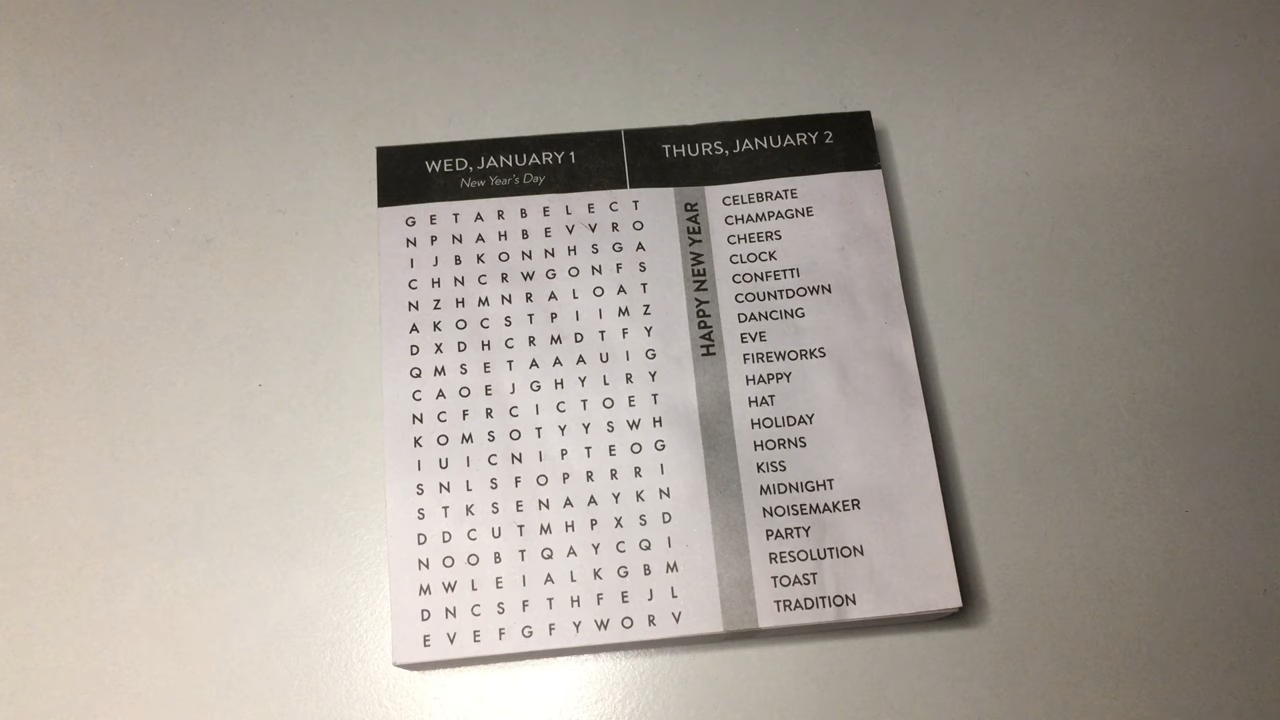 WED, JANUARY 1
New Year's Day
THURS, JANUARY 2
G E T A R B E L E C T
N P N A H B E V V R O
I J B K O N N H S G A
C H N C R W G O N F S
N Z H M N R A L O A T
A K O C S T P I I M Z
D X D H C R M D T F Y
Q M S E T A A A U I G
C A O E J G H Y L R Y
N C F R C I C T O E T
K O M S O T Y Y S W H
I U I C N I P T E O G
S N L S F O P R R R I
S T K S E N A A Y K N
D D C U T M H P X S D
N O O B T Q A Y C Q I
M W L E I A L K G B M
D N C S F T H F E J L
E V E F G F Y W O R V
HAPPY NEW YEAR
CELEBRATE
CHAMPAGNE
CHEERS
CLOCK
CONFETTI
COUNTDOWN
DANCING
EVE
FIREWORKS
HAPPY
HAT
HOLIDAY
HORNS
KISS
MIDNIGHT
NOISEMAKER
PARTY
RESOLUTION
TOAST
TRADITION